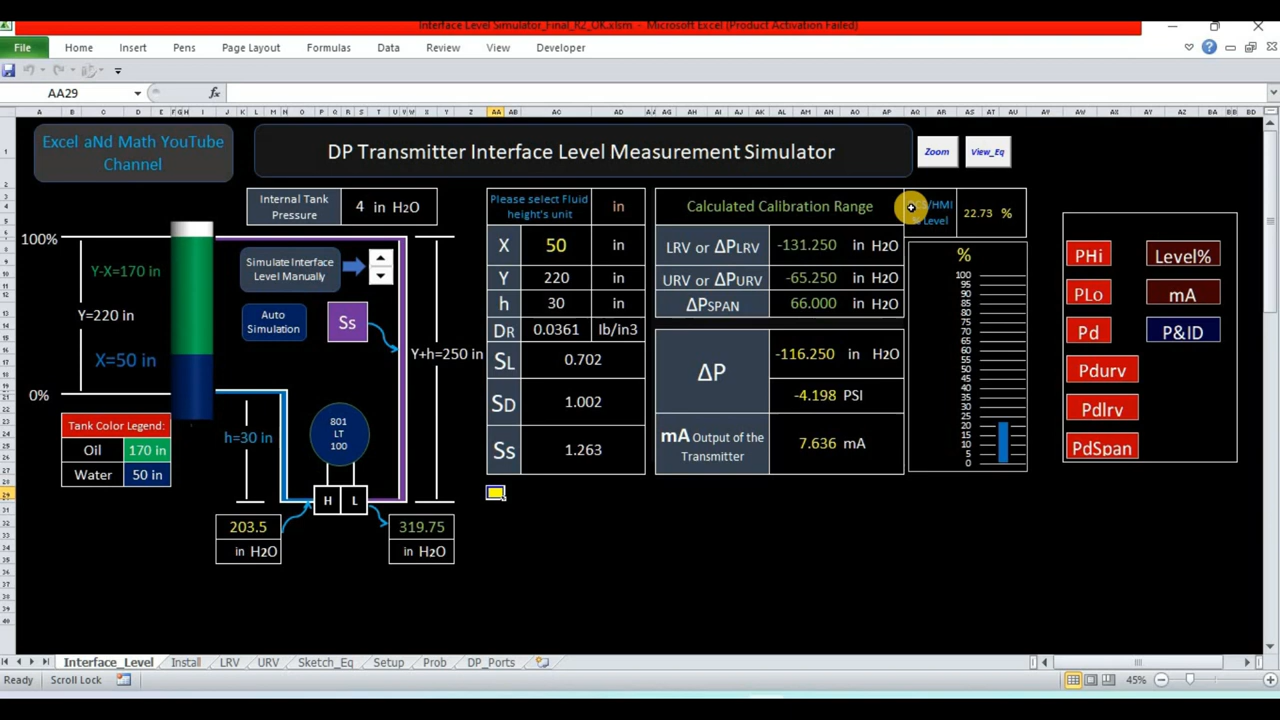 Interface Level Simulator_Final_R2_OK.xlsm - Microsoft Excel (Product Activation Failed)
File Home Insert Pens Page Layout Formulas Data Review View Developer
AA29 fx
Excel aNd Math YouTube
Channel
DP Transmitter Interface Level Measurement Simulator
Zoom View_Eq
Internal Tank
Pressure
4 in H2O
Please select Fluid
height's unit
in
Calculated Calibration Range
/HMI
% Level
22.73 %
100%
Y-X=170 in
Y=220 in
X=50 in
0%
Simulate Interface
Level Manually
Auto
Simulation
Ss
Y+h=250 in
h=30 in
801
LT
100
H L
Tank Color Legend:
Oil 170 in
Water 50 in
203.5
in H2O
319.75
in H2O
X 50 in
Y 220 in
h 30 in
DR 0.0361 lb/in3
SL 0.702
SD 1.002
Ss 1.263
LRV or ΔPLRV -131.250 in H2O
URV or ΔPURV -65.250 in H2O
ΔPSPAN 66.000 in H2O
ΔP
-116.250 in H2O
-4.198 PSI
mA Output of the
Transmitter
7.636 mA
%
100
95
90
85
80
75
70
65
60
55
50
45
40
35
30
25
20
15
10
5
0
PHi Level%
PLo mA
Pd P&ID
Pdurv
Pdlrv
PdSpan
Interface_Level Install LRV URV Sketch_Eq Setup Prob DP_Ports
Ready Scroll Lock 45%